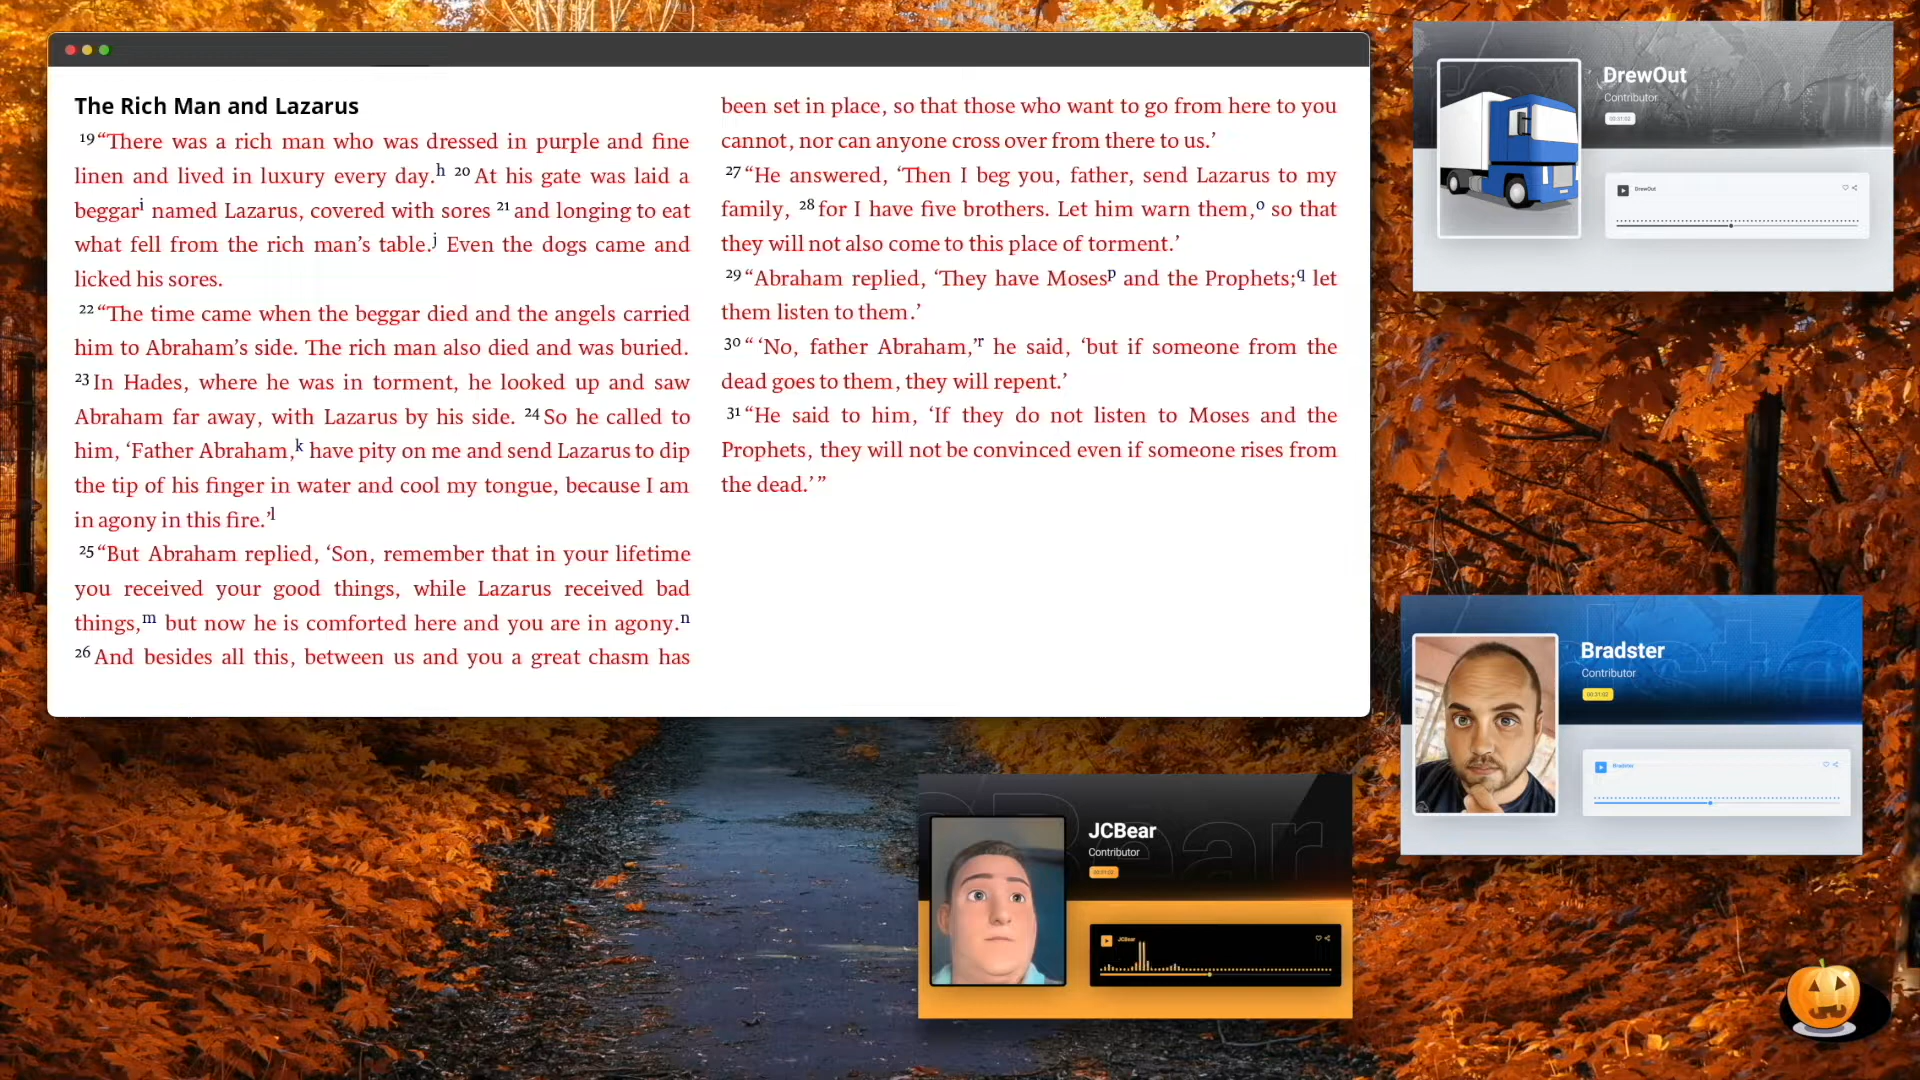 The Rich Man and Lazarus
19 “There was a rich man who was dressed in purple and fine
linen and lived in luxury every day.h 20 At his gate was laid a
beggari named Lazarus, covered with sores 21 and longing to eat
what fell from the rich man’s table.j Even the dogs came and
licked his sores.
22 “The time came when the beggar died and the angels carried
him to Abraham’s side. The rich man also died and was buried.
23 In Hades, where he was in torment, he looked up and saw
Abraham far away, with Lazarus by his side. 24 So he called to
him, ‘Father Abraham,k have pity on me and send Lazarus to dip
the tip of his finger in water and cool my tongue, because I am
in agony in this fire.’l
25 “But Abraham replied, ‘Son, remember that in your lifetime
you received your good things, while Lazarus received bad
things,m but now he is comforted here and you are in agony.n
26 And besides all this, between us and you a great chasm has
been set in place, so that those who want to go from here to you
cannot, nor can anyone cross over from there to us.’
27 “He answered, ‘Then I beg you, father, send Lazarus to my
family, 28 for I have five brothers. Let him warn them,o so that
they will not also come to this place of torment.’
29 “Abraham replied, ‘They have Mosesp and the Prophets;q let
them listen to them.’
30 “ ‘No, father Abraham,’r he said, ‘but if someone from the
dead goes to them, they will repent.’
31 “He said to him, ‘If they do not listen to Moses and the
Prophets, they will not be convinced even if someone rises from
the dead.’ ”
DrewOut
Contributor
00:31:02
DrewOut
Bradster
Contributor
00:31:02
Bradster
JCBear
Contributor
00:31:02
JCBear